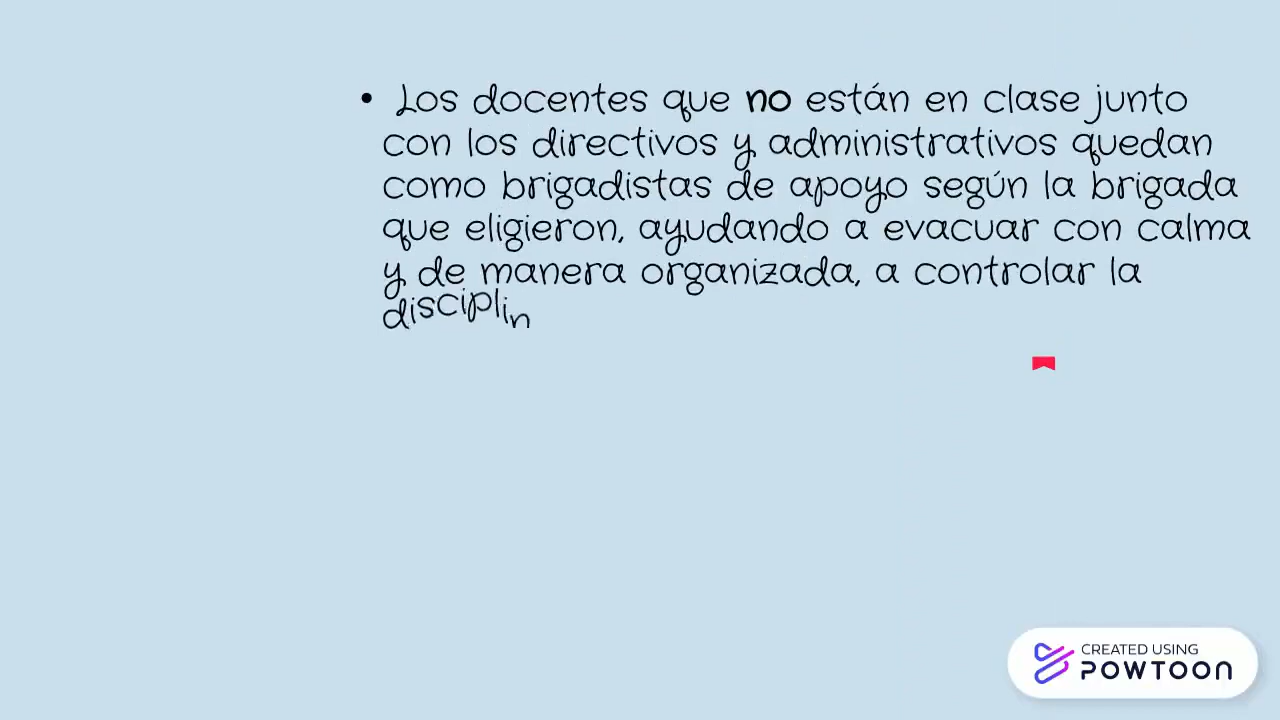 • Los docentes que no están en clase junto
con los directivos y administrativos quedan
como brigadistas de apoyo según la brigada
que eligieron, ayudando a evacuar con calma
y de manera organizada, a controlar la
disciplin
CREATED USING
POWTOON